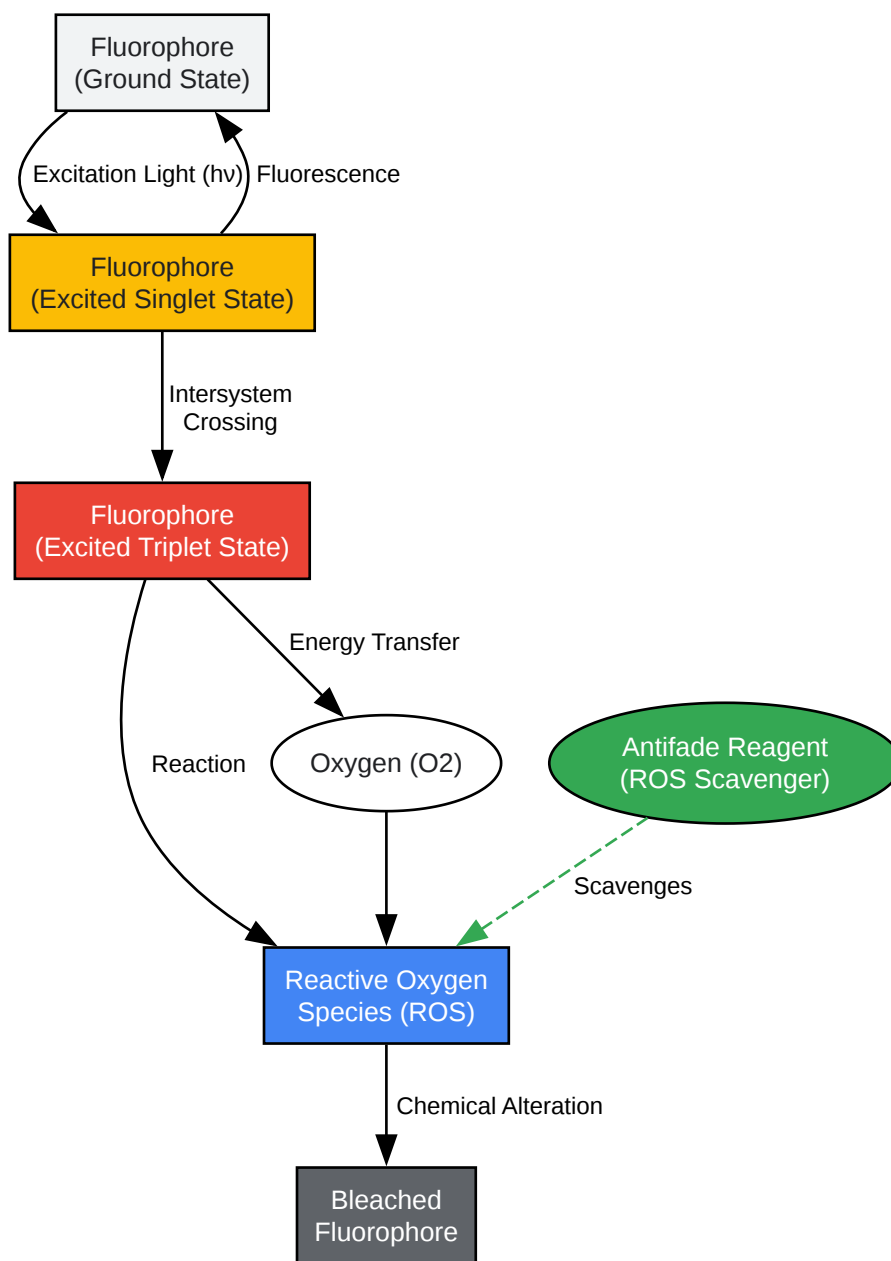 Fluorophore
(Ground State)
Excitation Light (hν)
Fluorescence
Fluorophore
(Excited Singlet State)
Intersystem
Crossing
Fluorophore
(Excited Triplet State)
Energy Transfer
Reaction
Oxygen (O2)
Antifade Reagent
(ROS Scavenger)
Scavenges
Reactive Oxygen
Species (ROS)
Chemical Alteration
Bleached
Fluorophore